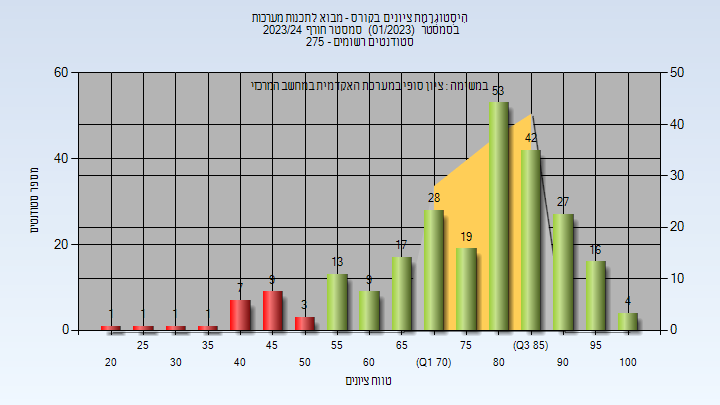 היסטוגרמת ציונים בקורס - מבוא לתכנות מערכות
בסמסטר (01/2023) סמסטר חורף 2023/24
סטודנטים רשומים - 275
במשימה : ציון סופי במערכת האקדמית במחשב המרכזי
מספר סטודנטים
60
40
20
0
50
40
30
20
10
0
1 1 1 1 7 9 3 13 9 17 28 19 53 42 27 16 4
25 35 45 55 65 75 (Q3 85) 95
20 30 40 50 60 (Q1 70) 80 90 100
טווח ציונים